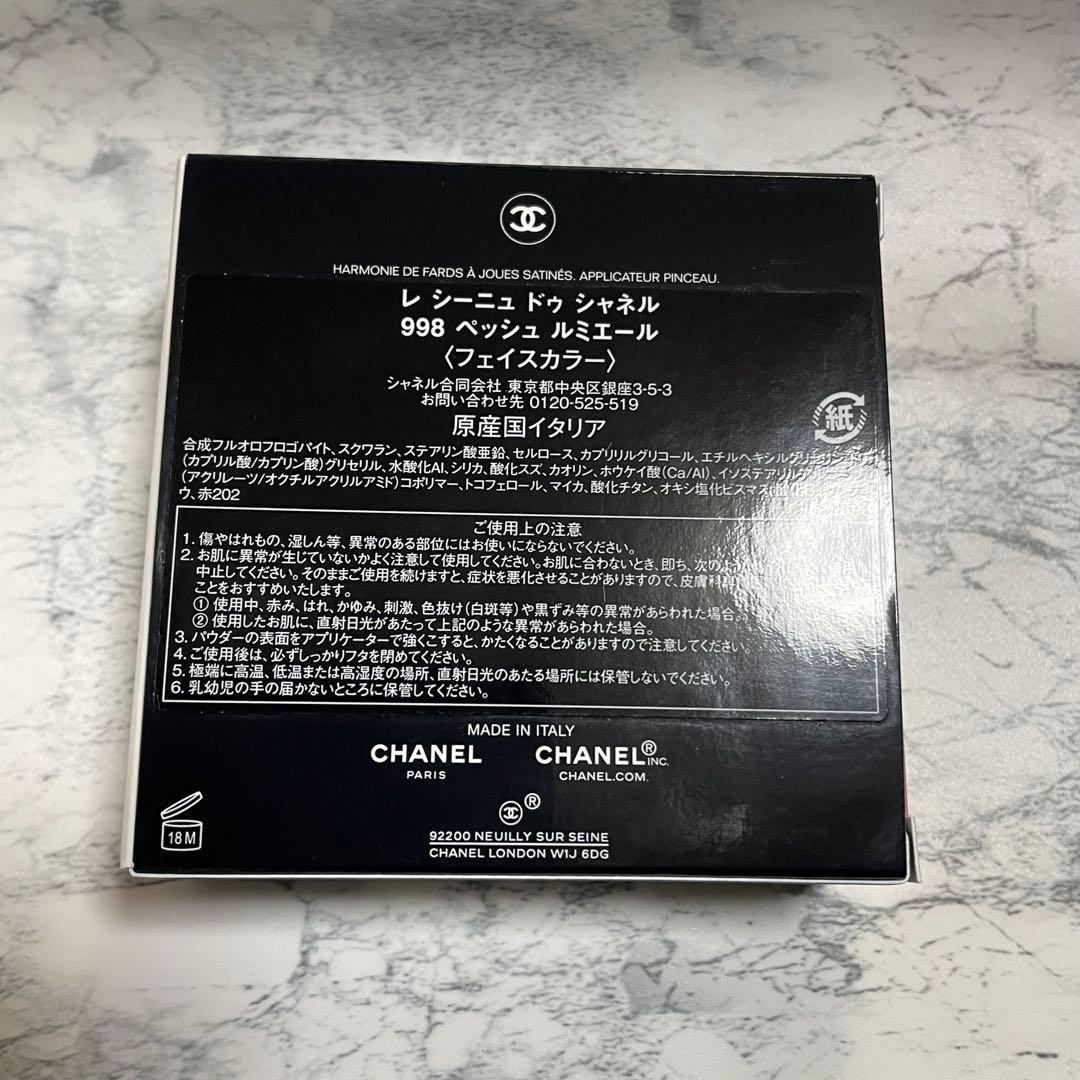 HARMONIE DE FARDS À JOUES SATINÉS. APPLICATEUR PINCEAU.
レ シーニュ ドゥ シャネル
998 ペッシュ ルミエール
〈フェイスカラー〉
シャネル合同会社 東京都中央区銀座3-5-3
お問い合わせ先 0120-525-519
原産国イタリア
紙
合成フルオロフロゴパイト、スクワラン、ステアリン酸亜鉛、セルロース、カプリリルグリコール、エチルヘキシルグリセリン、
(カプリル酸/カプリン酸)グリセリル、水酸化Al、シリカ、酸化スズ、カオリン、ホウケイ酸(Ca/Al)、イソステアリル
(アクリレーツ/オクチルアクリルアミド)コポリマー、トコフェロール、マイカ、酸化チタン、オキシ塩化ビスマス
ウ、赤202
ご使用上の注意
1. 傷やはれもの、湿しん等、異常のある部位にはお使いにならないでください。
2. お肌に異常が生じていないかよく注意して使用してください。お肌に合わないとき、即ち、次のよう
中止してください。そのままご使用を続けますと、症状を悪化させることがありますので、皮膚科
ことをおすすめいたします。
① 使用中、赤み、はれ、かゆみ、刺激、色抜け(白斑等)や黒ずみ等の異常があらわれた場合。
② 使用したお肌に、直射日光があたって上記のような異常があらわれた場合。
3. パウダーの表面をアプリケーターで強くこすると、かたくなることがありますので注意してください。
4. ご使用後は、必ずしっかりフタを閉めてください。
5. 極端に高温、低温または高湿度の場所、直射日光のあたる場所には保管しないでください。
6. 乳幼児の手の届かないところに保管してください。
MADE IN ITALY
CHANEL CHANEL® INC.
PARIS CHANEL.COM.
®
18 M
92200 NEUILLY SUR SEINE
CHANEL LONDON W1J 6DG